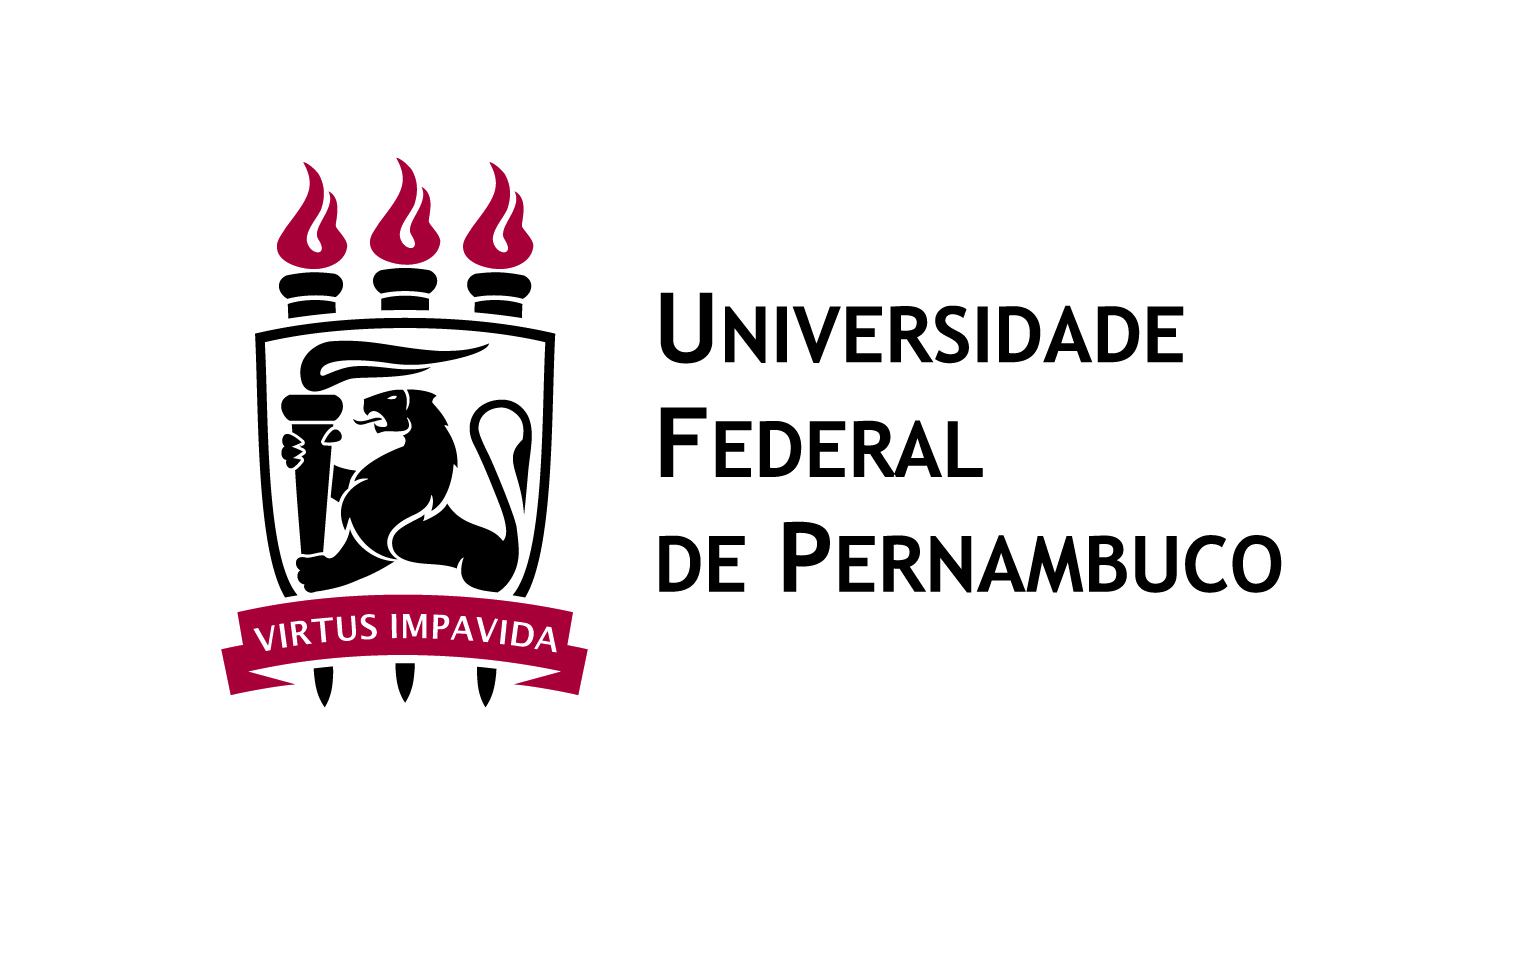 VIRTUS IMPAVIDA
UNIVERSIDADE
FEDERAL
DE PERNAMBUCO